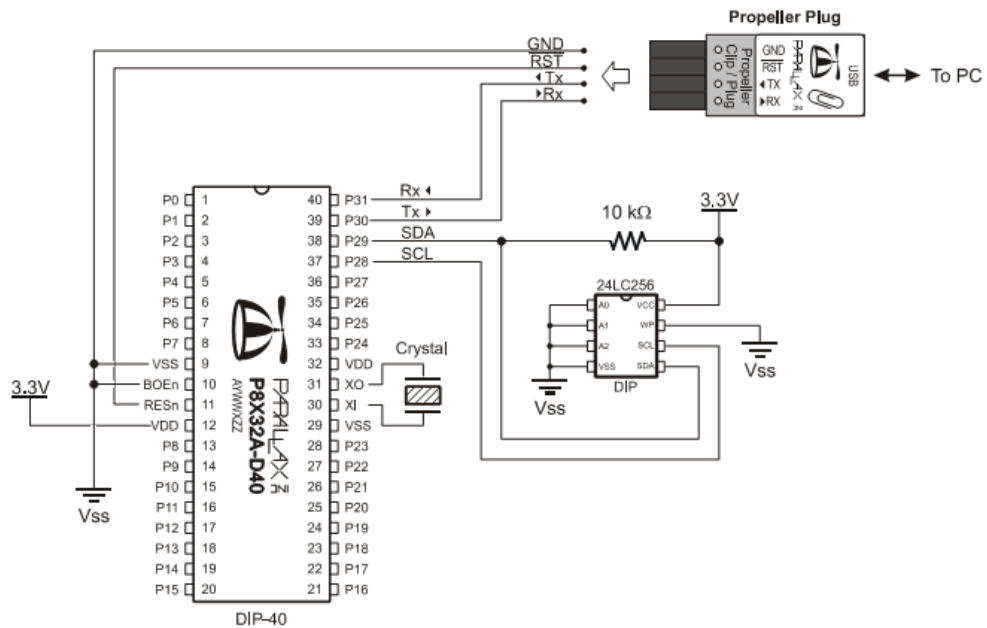 Propeller Plug
GND
RST
◂Tx
▸Rx
Propeller
Clip / Plug
GND
RST
◂TX
▸RX
PARALLAX
USB
To PC
Rx ◂
Tx ▸
SDA
SCL
10 kΩ
3.3V
P0 1 40 P31
P1 2 39 P30
P2 3 38 P29
P3 4 37 P28
P4 5 36 P27
P5 6 35 P26
P6 7 34 P25
P7 8 33 P24
VSS 9 32 VDD
BOEn 10 31 XO
RESn 11 30 XI
VDD 12 29 VSS
P8 13 28 P23
P9 14 27 P22
P10 15 26 P21
P11 16 25 P20
P12 17 24 P19
P13 18 23 P18
P14 19 22 P17
P15 20 21 P16
PARALLAX
P8X32A-D40
AYWWXZZ
DIP-40
3.3V
Vss
Crystal
24LC256
A0 VCC
A1 WP
A2 SCL
VSS SDA
DIP
Vss
Vss